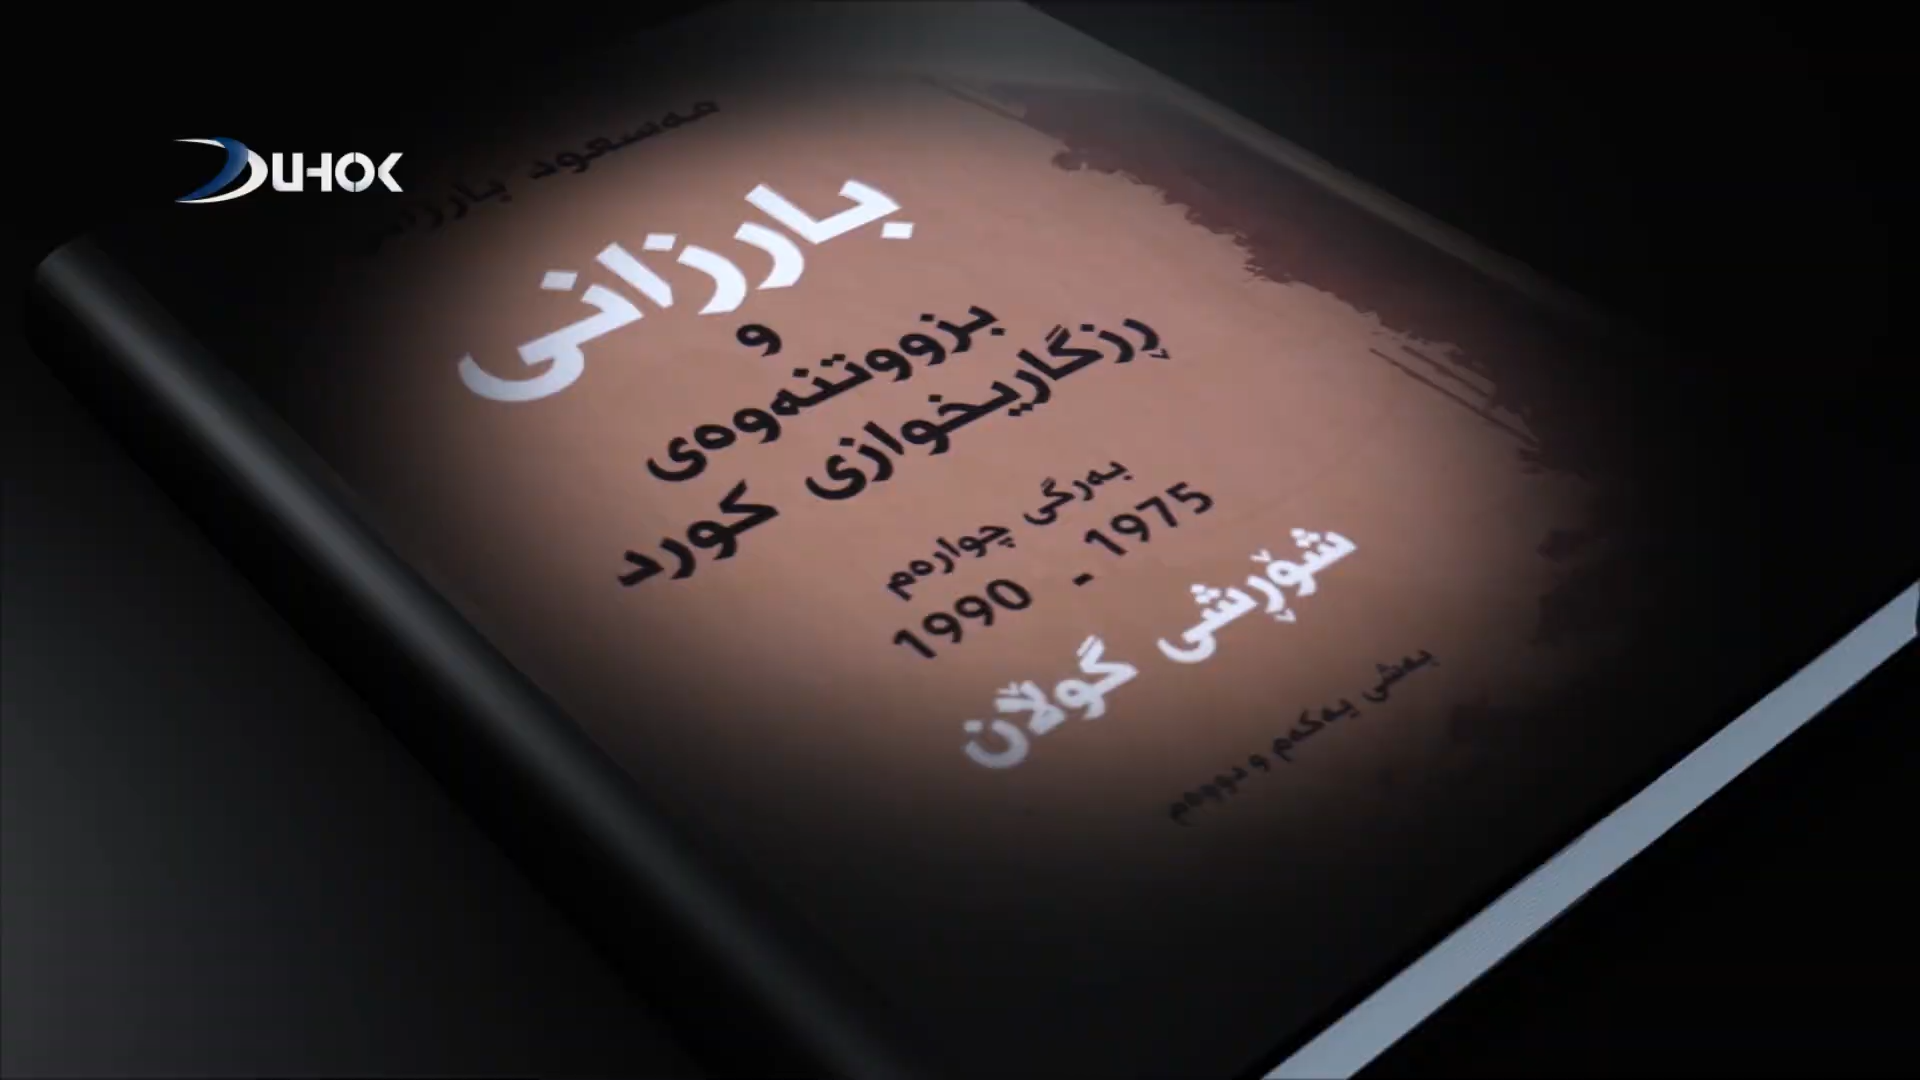 DUHOK
مەسعود بارزانی
بارزانی
و
بزووتنەوەی
ڕزگاریخوازی کورد
بەرگی چوارەم
1975 - 1990
شۆڕشی گوڵان
بەشی یەکەم و دووەم